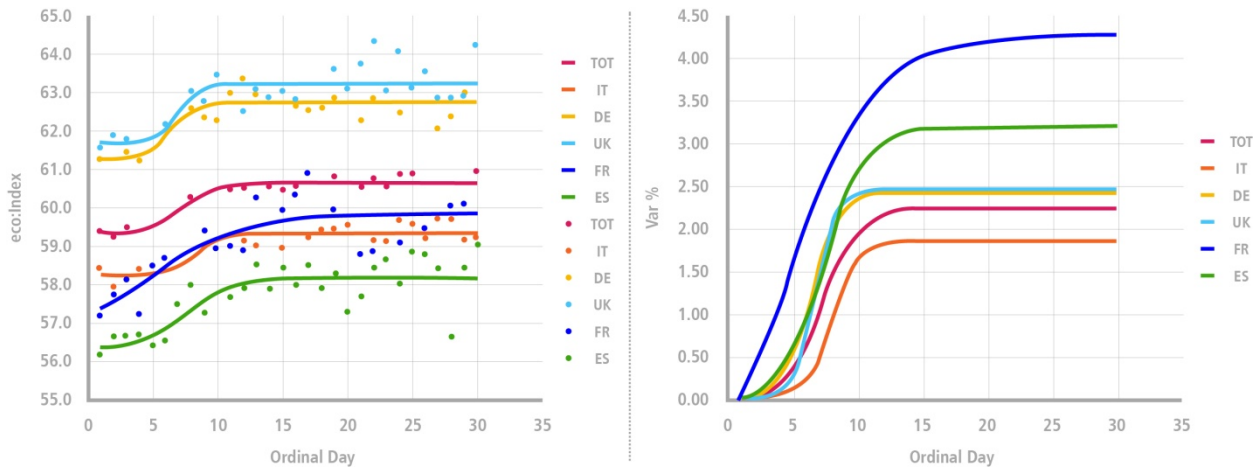 65.0
64.0
63.0
62.0
61.0
60.0
59.0
58.0
57.0
56.0
55.0
eco:Index
0 5 10 15 20 25 30 35
Ordinal Day
TOT
IT
DE
UK
FR
ES
TOT
IT
DE
UK
FR
ES
4.50
4.00
3.50
3.00
2.50
2.00
1.50
1.00
0.50
0.00
Var %
0 5 10 15 20 25 30 35
Ordinal Day
TOT
IT
DE
UK
FR
ES